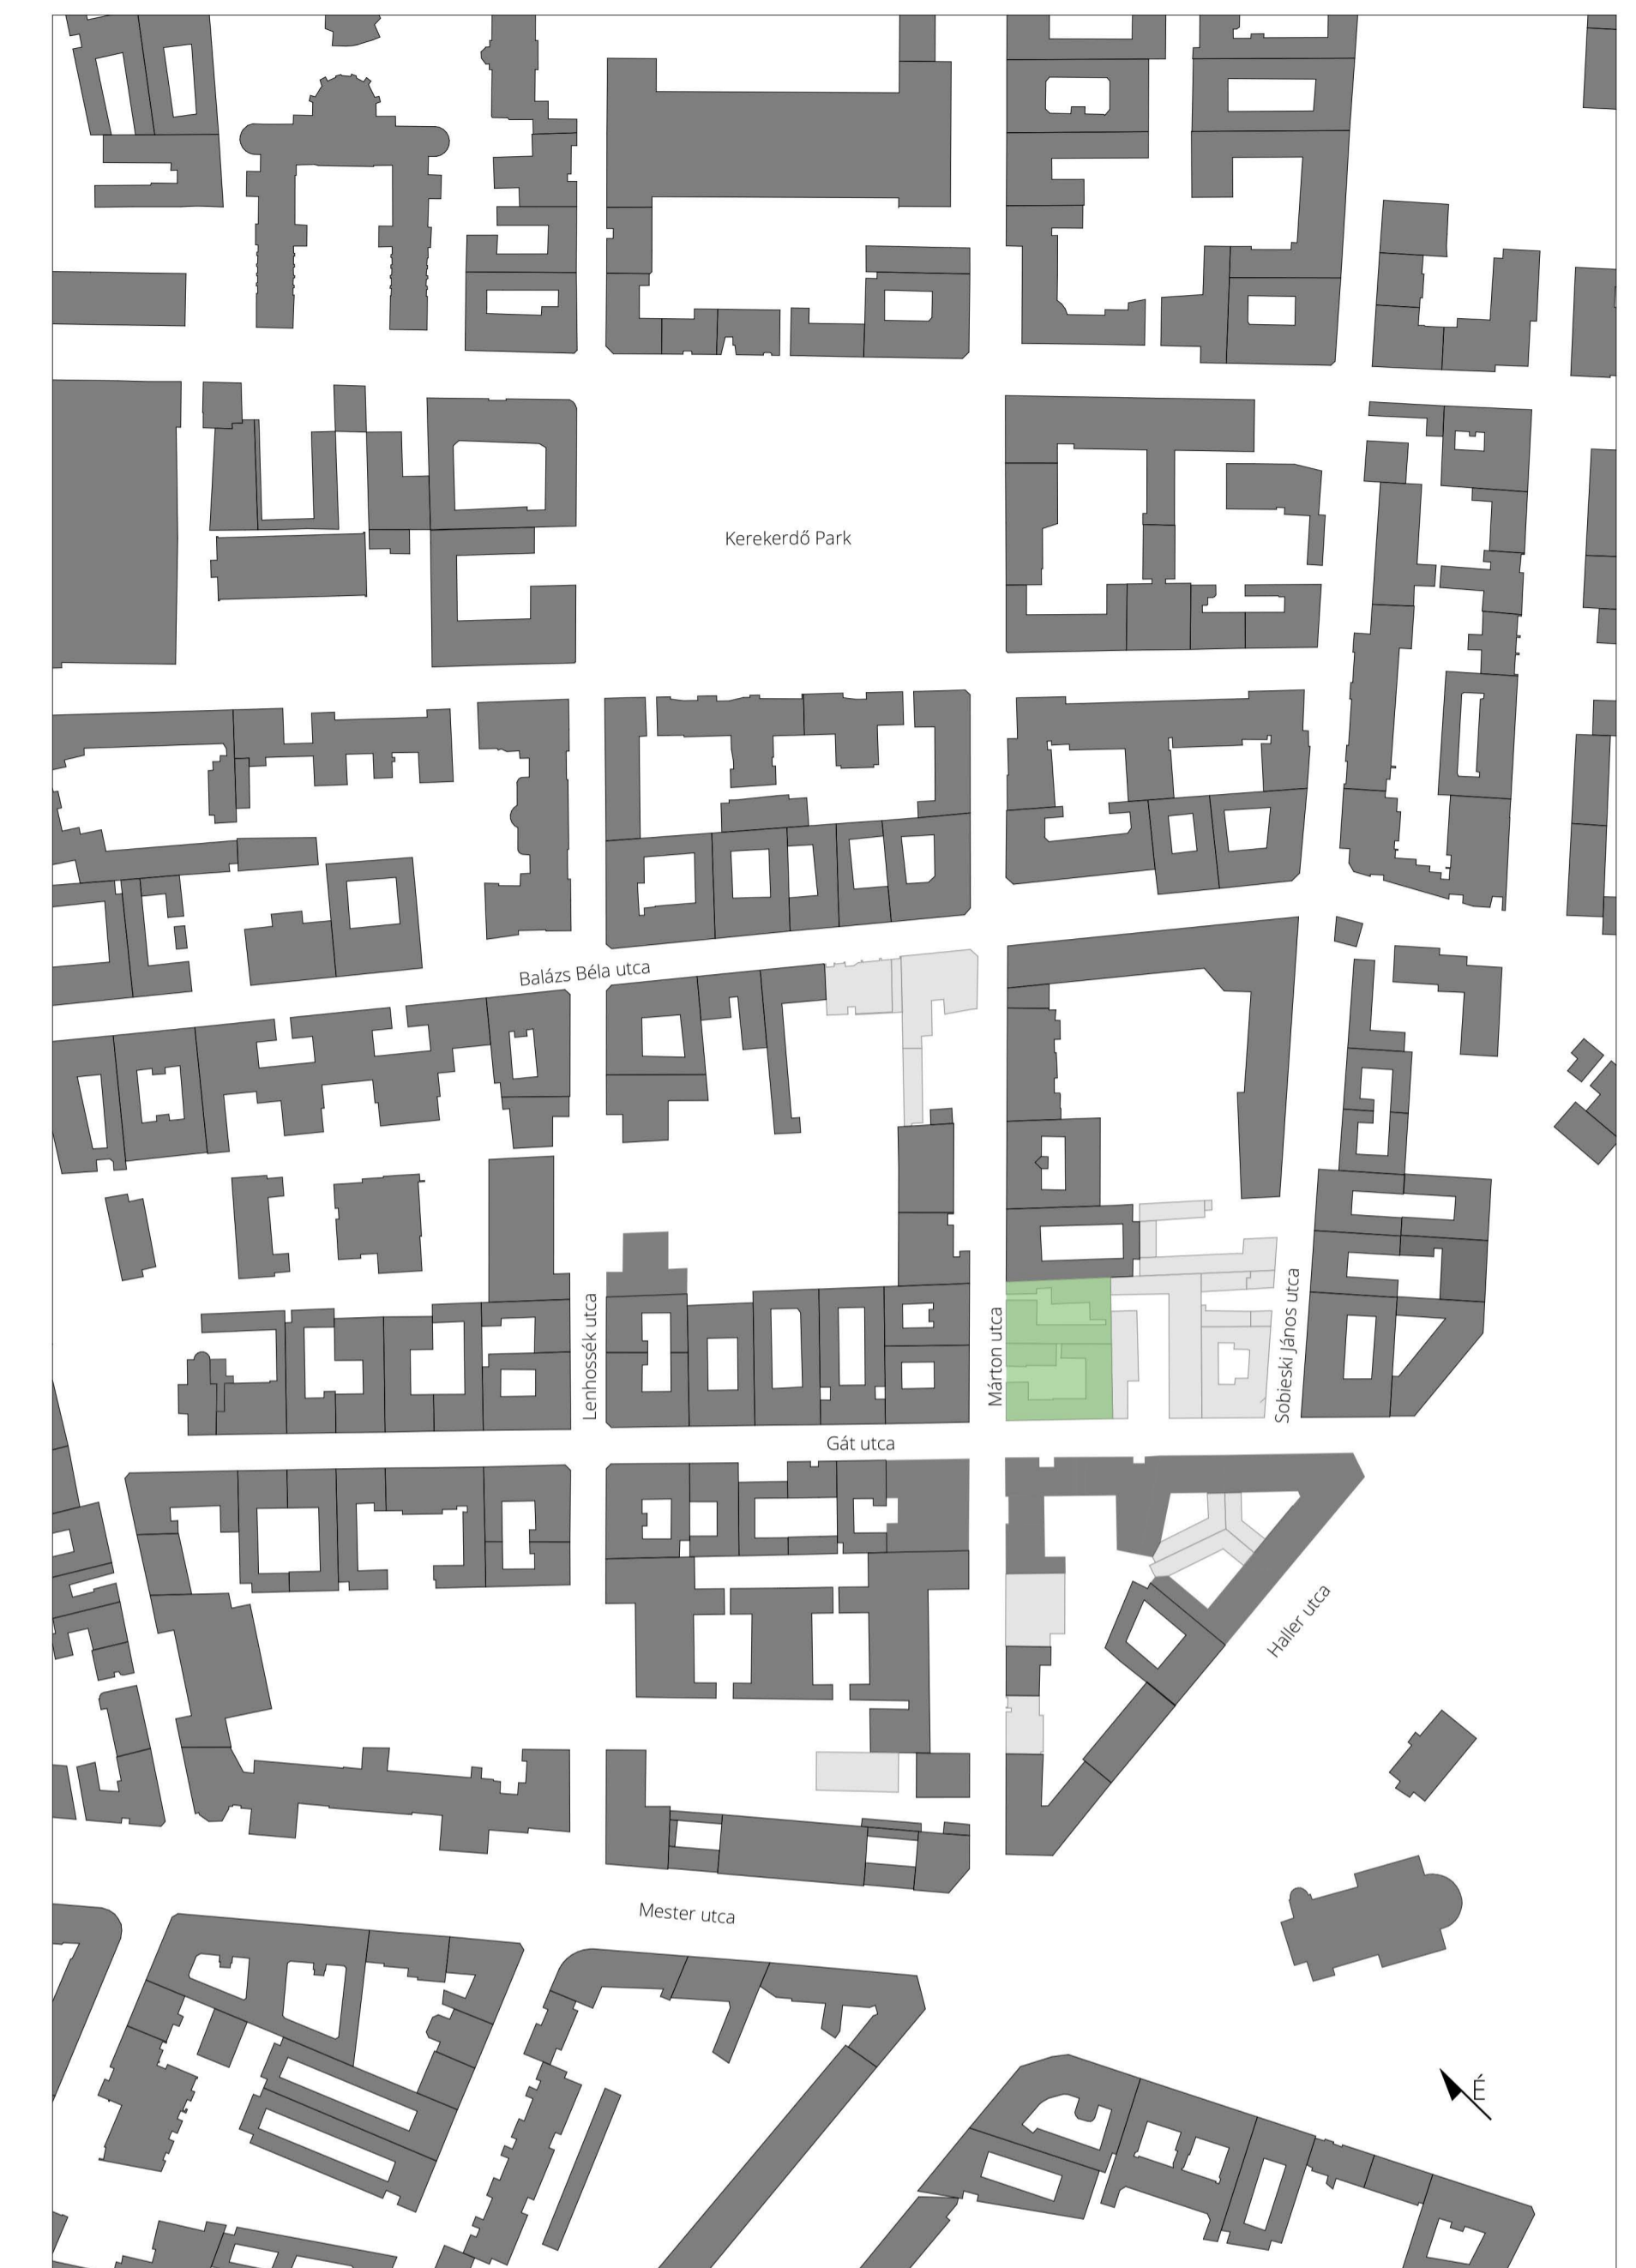 Kerekerdő Park
Balázs Béla utca
Lenhossék utca
Márton utca
Sobieski János utca
Gát utca
Haller utca
Mester utca
É